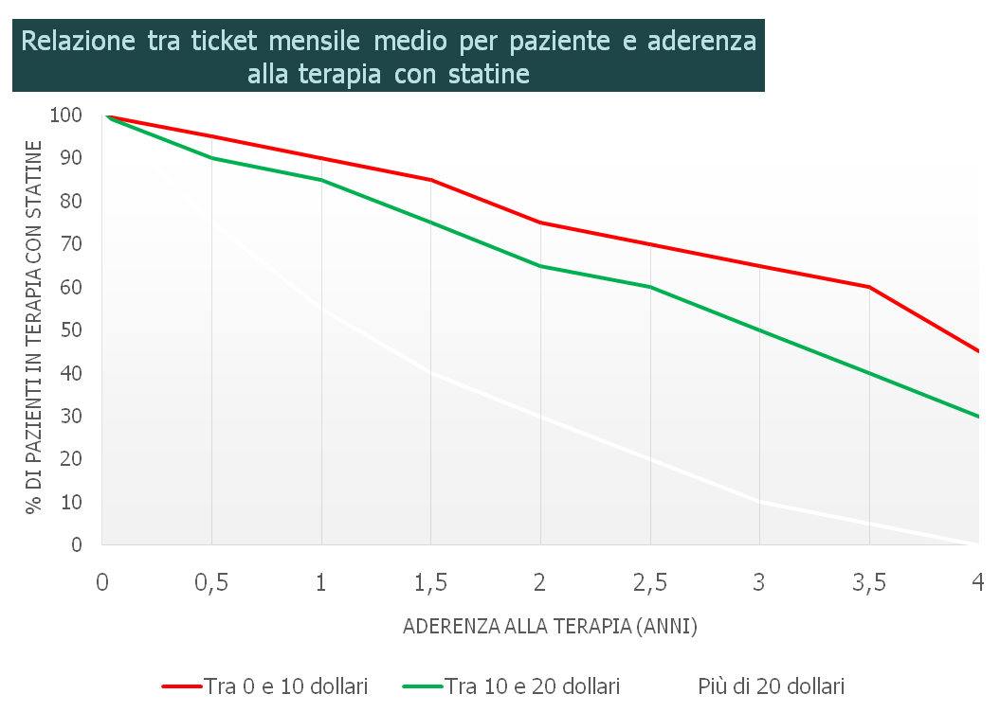 Relazione tra ticket mensile medio per paziente e aderenza
alla terapia con statine
% DI PAZIENTI IN TERAPIA CON STATINE
100
90
80
70
60
50
40
30
20
10
0
0 0,5 1 1,5 2 2,5 3 3,5 4
ADERENZA ALLA TERAPIA (ANNI)
Tra 0 e 10 dollari Tra 10 e 20 dollari Più di 20 dollari